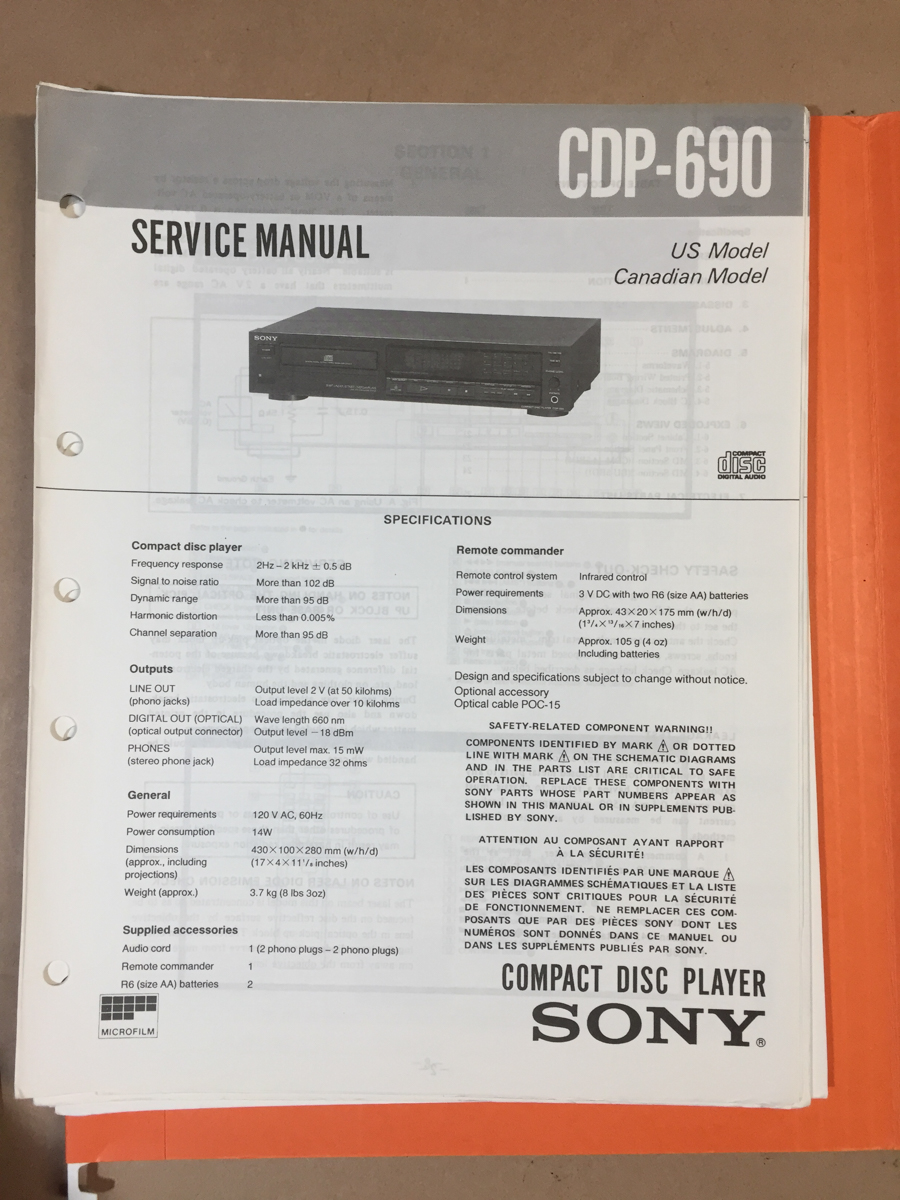 CDP-690
SERVICE MANUAL
US Model
Canadian Model
SONY
COMPACT
disc
DIGITAL AUDIO
SPECIFICATIONS
Compact disc player
Frequency response 2Hz – 2 kHz ± 0.5 dB
Signal to noise ratio More than 102 dB
Dynamic range More than 95 dB
Harmonic distortion Less than 0.005%
Channel separation More than 95 dB
Outputs
LINE OUT Output level 2 V (at 50 kilohms)
(phono jacks) Load impedance over 10 kilohms
DIGITAL OUT (OPTICAL) Wave length 660 nm
(optical output connector) Output level –18 dBm
PHONES Output level max. 15 mW
(stereo phone jack) Load impedance 32 ohms
General
Power requirements 120 V AC, 60Hz
Power consumption 14W
Dimensions 430×100×280 mm (w/h/d)
(approx., including (17×4×11¹/₈ inches)
projections)
Weight (approx.) 3.7 kg (8 lbs 3oz)
Supplied accessories
Audio cord 1 (2 phono plugs – 2 phono plugs)
Remote commander 1
R6 (size AA) batteries 2
MICROFILM
Remote commander
Remote control system Infrared control
Power requirements 3 V DC with two R6 (size AA) batteries
Dimensions Approx. 43×20×175 mm (w/h/d)
(1³/₄×¹³/₁₆×7 inches)
Weight Approx. 105 g (4 oz)
Including batteries
Design and specifications subject to change without notice.
Optional accessory
Optical cable POC-15
SAFETY-RELATED COMPONENT WARNING!!
COMPONENTS IDENTIFIED BY MARK ⚠ OR DOTTED
LINE WITH MARK ⚠ ON THE SCHEMATIC DIAGRAMS
AND IN THE PARTS LIST ARE CRITICAL TO SAFE
OPERATION. REPLACE THESE COMPONENTS WITH
SONY PARTS WHOSE PART NUMBERS APPEAR AS
SHOWN IN THIS MANUAL OR IN SUPPLEMENTS PUB-
LISHED BY SONY.
ATTENTION AU COMPOSANT AYANT RAPPORT
À LA SÉCURITÉ!
LES COMPOSANTS IDENTIFIÉS PAR UNE MARQUE ⚠
SUR LES DIAGRAMMES SCHÉMATIQUES ET LA LISTE
DES PIÈCES SONT CRITIQUES POUR LA SÉCURITÉ
DE FONCTIONNEMENT. NE REMPLACER CES COM-
POSANTS QUE PAR DES PIÈCES SONY DONT LES
NUMÉROS SONT DONNÉS DANS CE MANUEL OU
DANS LES SUPPLÉMENTS PUBLIÉS PAR SONY.
COMPACT DISC PLAYER
SONY®